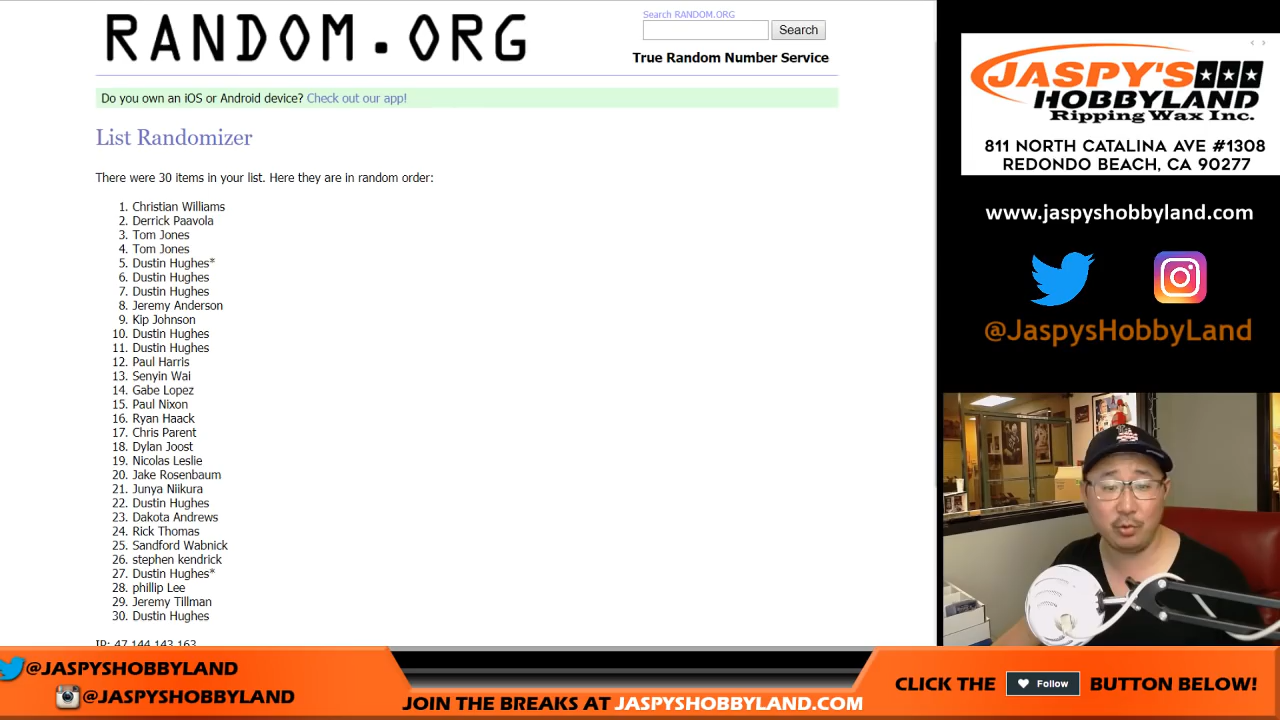 RANDOM.ORG
Search RANDOM.ORG
Search
True Random Number Service
Do you own an iOS or Android device? Check out our app!
List Randomizer
There were 30 items in your list. Here they are in random order:
1. Christian Williams
2. Derrick Paavola
3. Tom Jones
4. Tom Jones
5. Dustin Hughes*
6. Dustin Hughes
7. Dustin Hughes
8. Jeremy Anderson
9. Kip Johnson
10. Dustin Hughes
11. Dustin Hughes
12. Paul Harris
13. Senyin Wai
14. Gabe Lopez
15. Paul Nixon
16. Ryan Haack
17. Chris Parent
18. Dylan Joost
19. Nicolas Leslie
20. Jake Rosenbaum
21. Junya Niikura
22. Dustin Hughes
23. Dakota Andrews
24. Rick Thomas
25. Sandford Wabnick
26. stephen kendrick
27. Dustin Hughes*
28. phillip Lee
29. Jeremy Tillman
30. Dustin Hughes
IP: 47.144.143.163
JASPY'S
HOBBYLAND
Ripping Wax Inc.
811 NORTH CATALINA AVE #1308
REDONDO BEACH, CA 90277
www.jaspyshobbyland.com
@JaspysHobbyLand
@JASPYSHOBBYLAND
@JASPYSHOBBYLAND
JOIN THE BREAKS AT JASPYSHOBBYLAND.COM
CLICK THE Follow BUTTON BELOW!